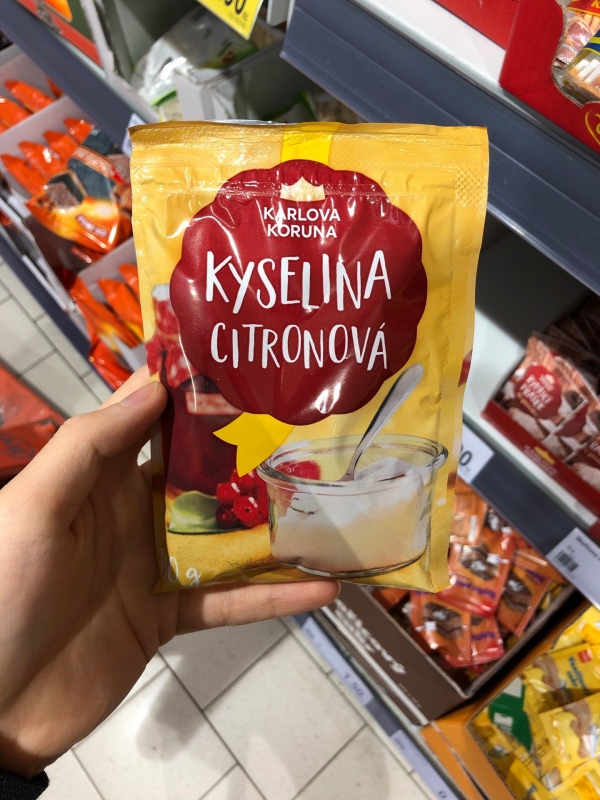 KARLOVA
KORUNA
KYSELINA
CITRONOVÁ
g